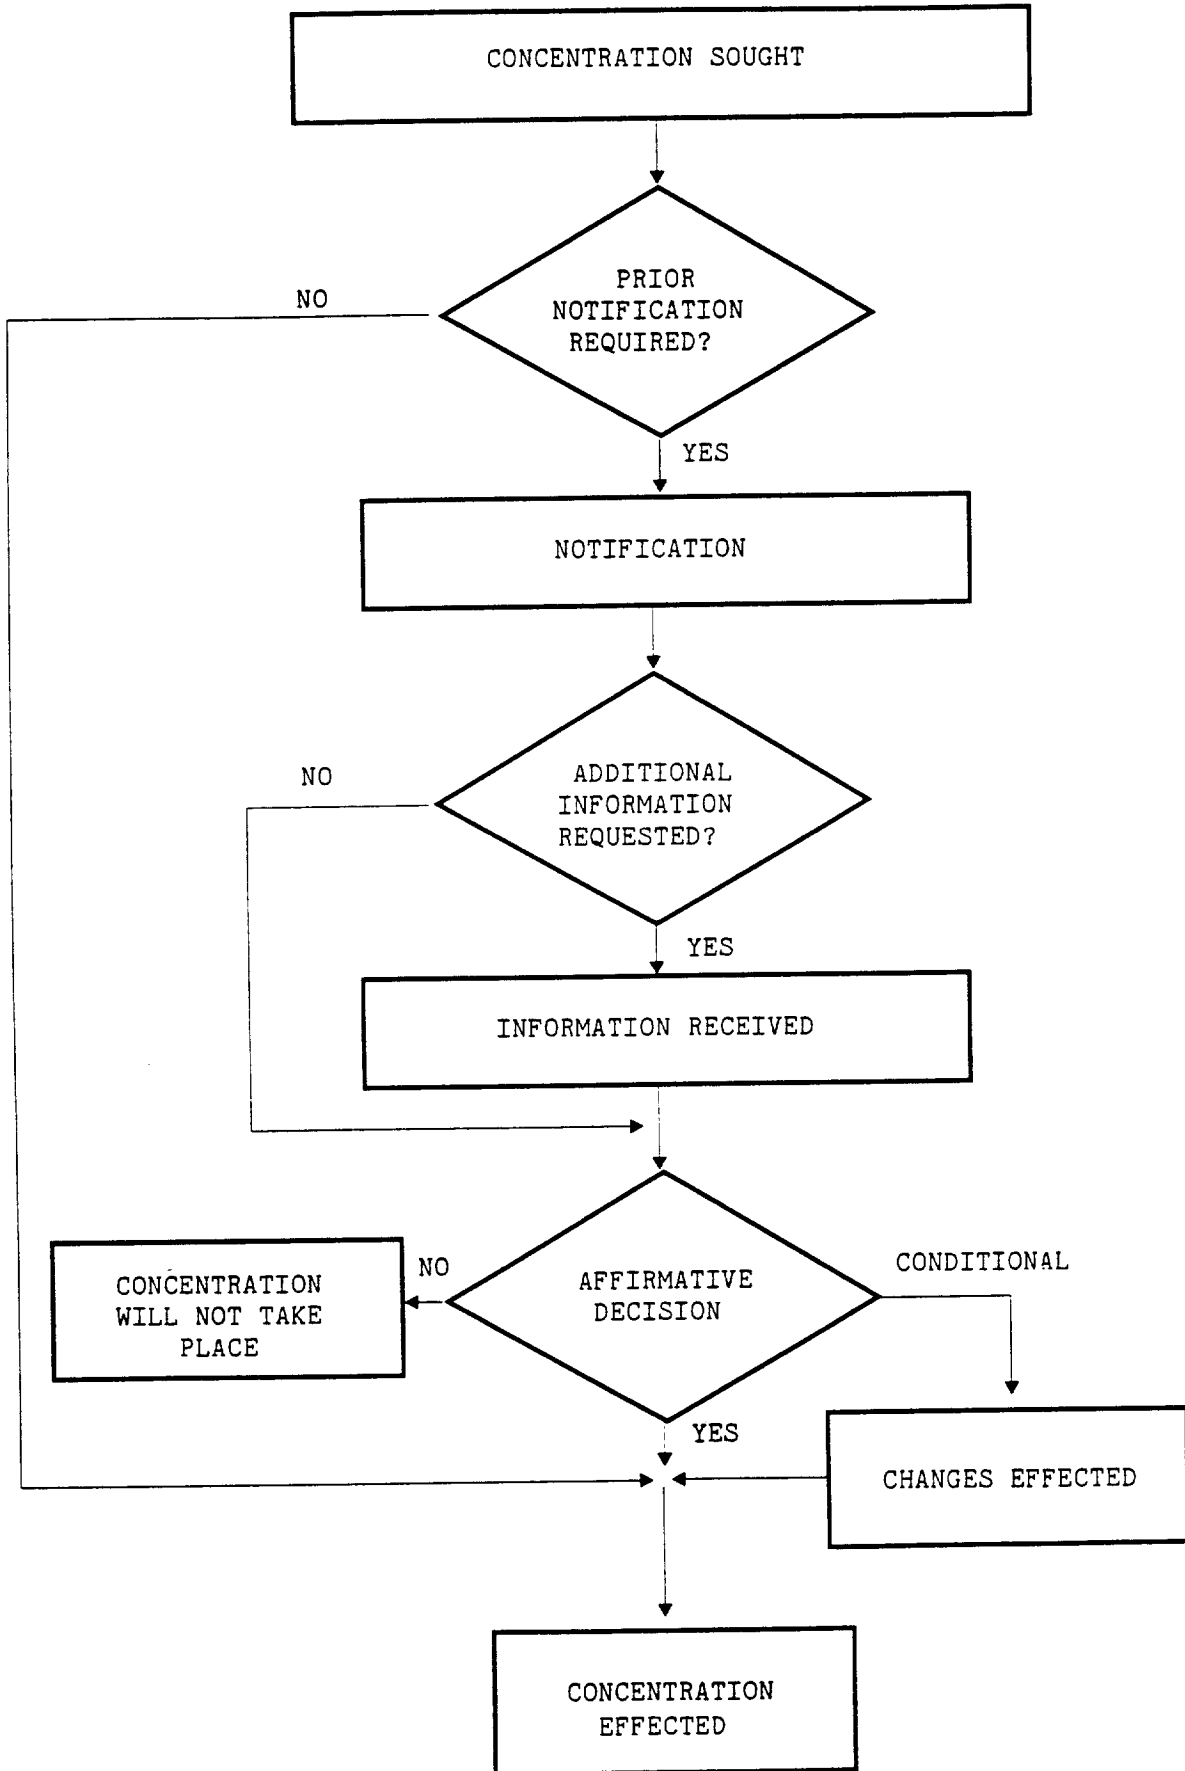 CONCENTRATION SOUGHT
PRIOR
NOTIFICATION
REQUIRED?
NO
YES
NOTIFICATION
ADDITIONAL
INFORMATION
REQUESTED?
NO
YES
INFORMATION RECEIVED
AFFIRMATIVE
DECISION
NO
CONCENTRATION
WILL NOT TAKE
PLACE
CONDITIONAL
YES
CHANGES EFFECTED
CONCENTRATION
EFFECTED